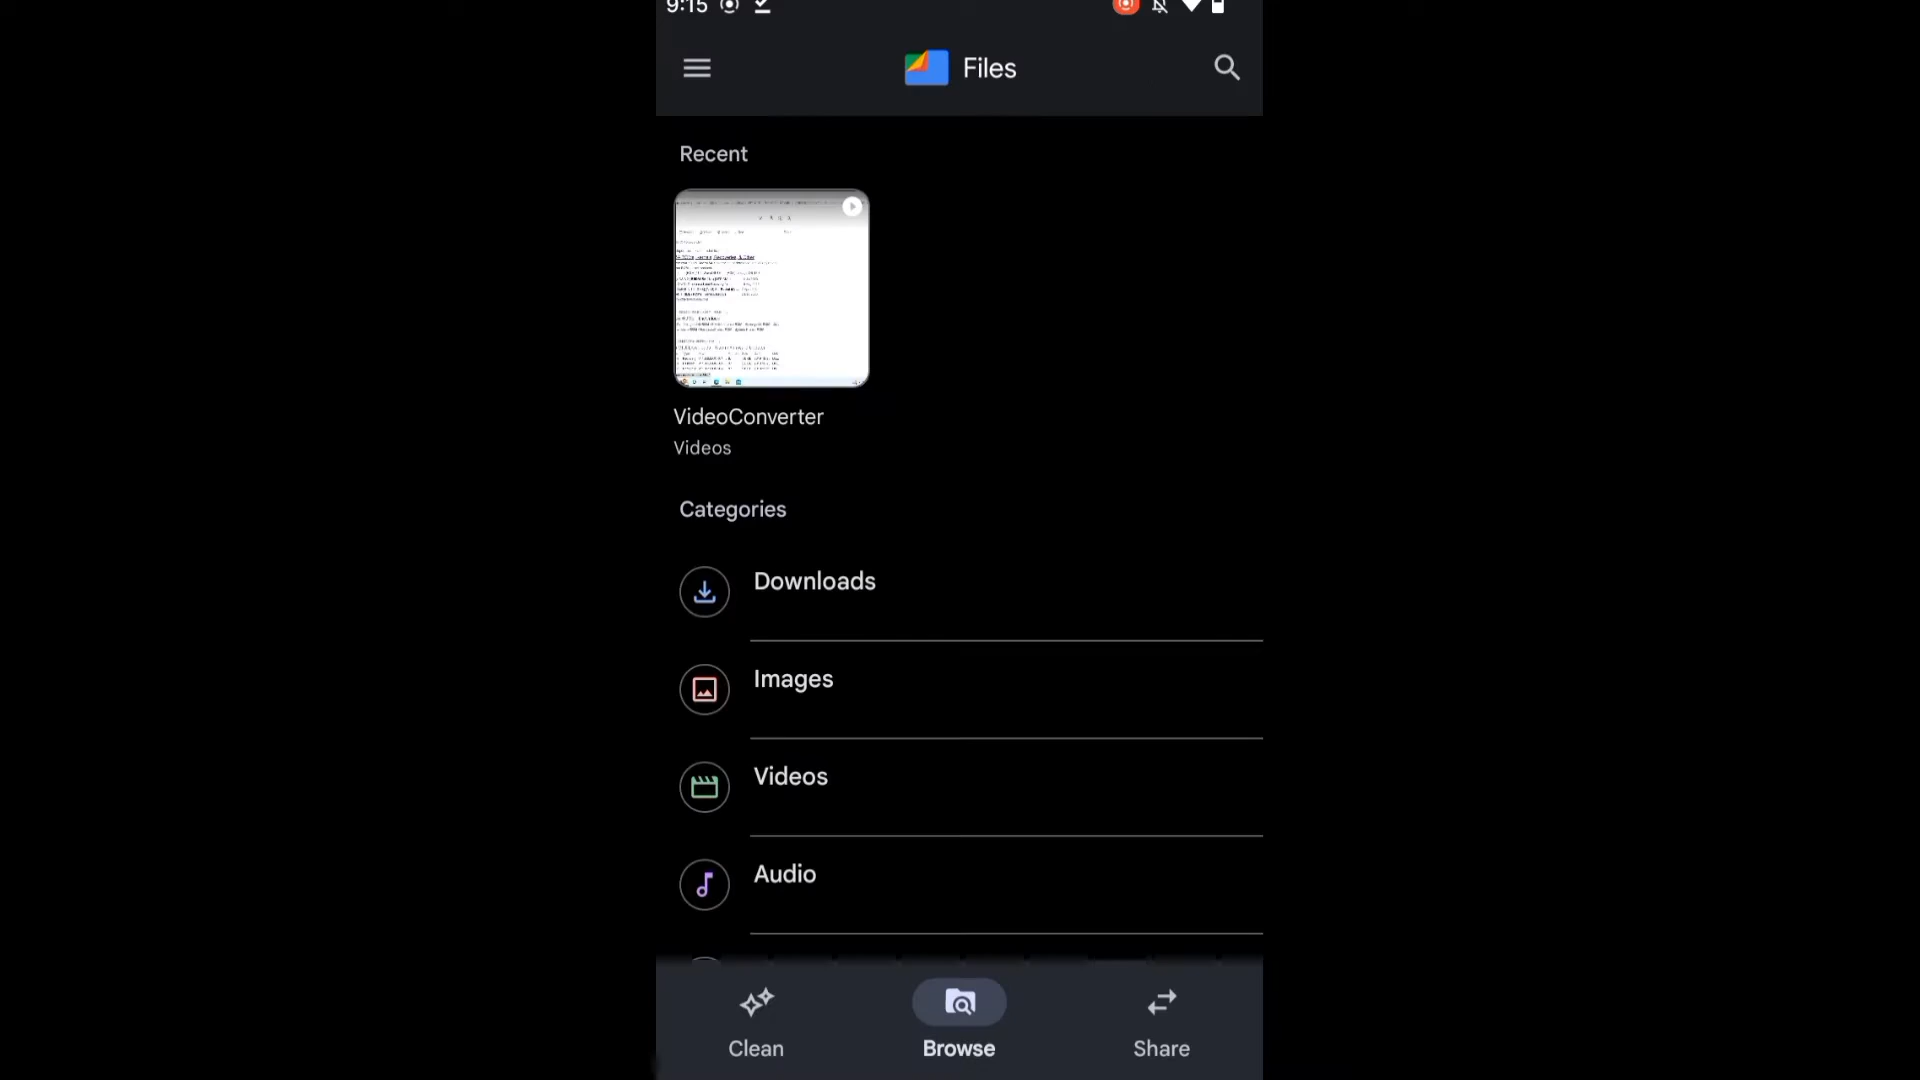 9:15
Files
Recent
VideoConverter
Videos
Categories
Downloads
Images
Videos
Audio
Clean
Browse
Share